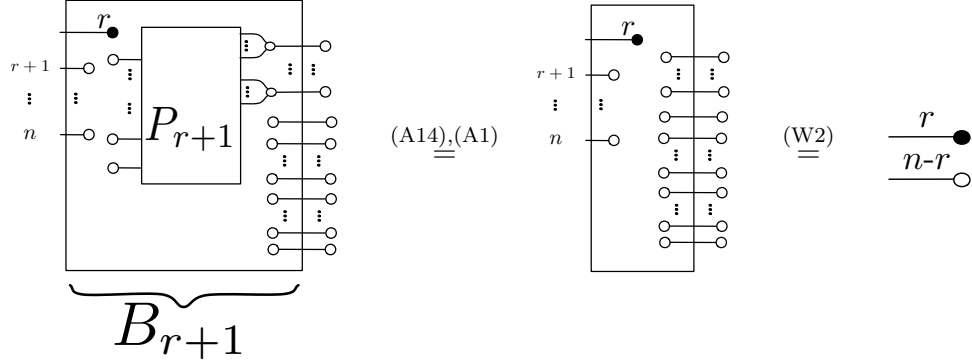 r
r + 1
n
P_{r+1}
B_{r+1}
(A14),(A1)
=
r
r + 1
n
(W2)
=
r
n-r